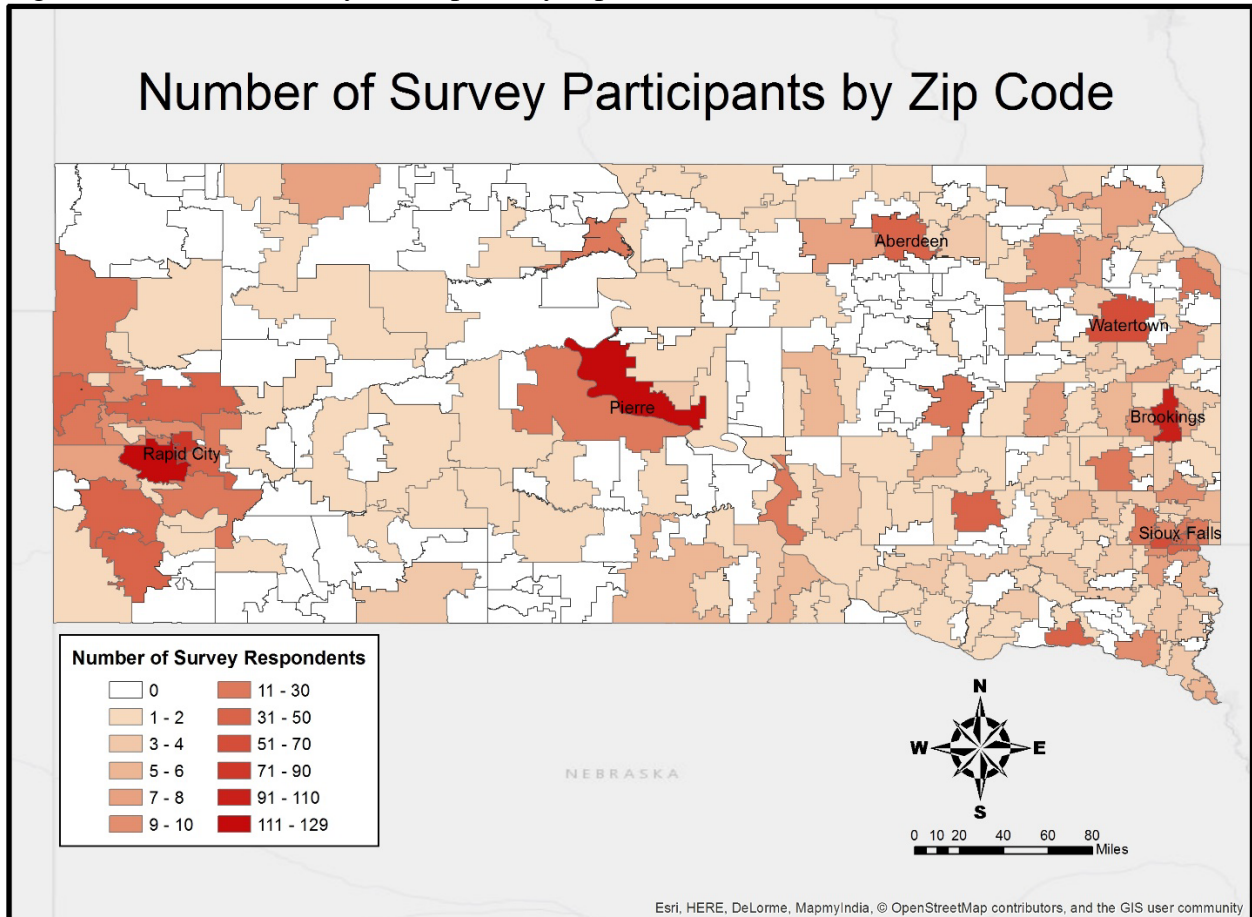 Number of Survey Participants by Zip Code
Aberdeen
Watertown
Pierre
Brookings
Rapid City
Sioux Falls
Number of Survey Respondents
0
1 - 2
3 - 4
5 - 6
7 - 8
9 - 10
11 - 30
31 - 50
51 - 70
71 - 90
91 - 110
111 - 129
NEBRASKA
N
W E
S
0 10 20 40 60 80
Miles
Esri, HERE, DeLorme, MapmyIndia, © OpenStreetMap contributors, and the GIS user community